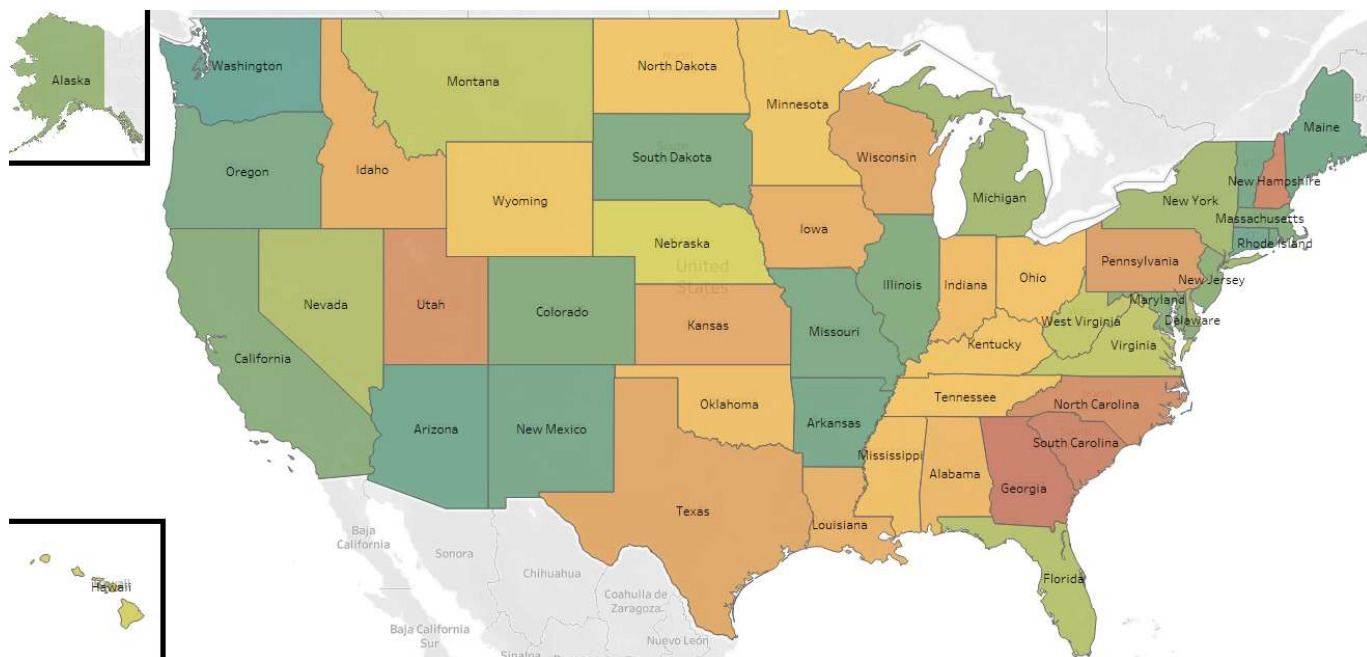 Alaska
Washington
Montana
North Dakota
Minnesota
Maine
Oregon
Idaho
South Dakota
Wisconsin
New Hampshire
Wyoming
Michigan
New York
Massachusetts
Iowa
Rhode Island
Nebraska
Pennsylvania
United
States
New Jersey
Nevada
Utah
Colorado
Kansas
Illinois
Indiana
Ohio
Maryland
Delaware
California
Missouri
West Virginia
Virginia
Kentucky
Tennessee
North Carolina
Oklahoma
Arizona
New Mexico
Arkansas
South Carolina
Mississippi
Alabama
Georgia
Texas
Louisiana
Baja
California
Sonora
Chihuahua
Coahuila de
Zaragoza
Florida
Hawaii
Baja California
Sur
Nuevo León
Sinaloa